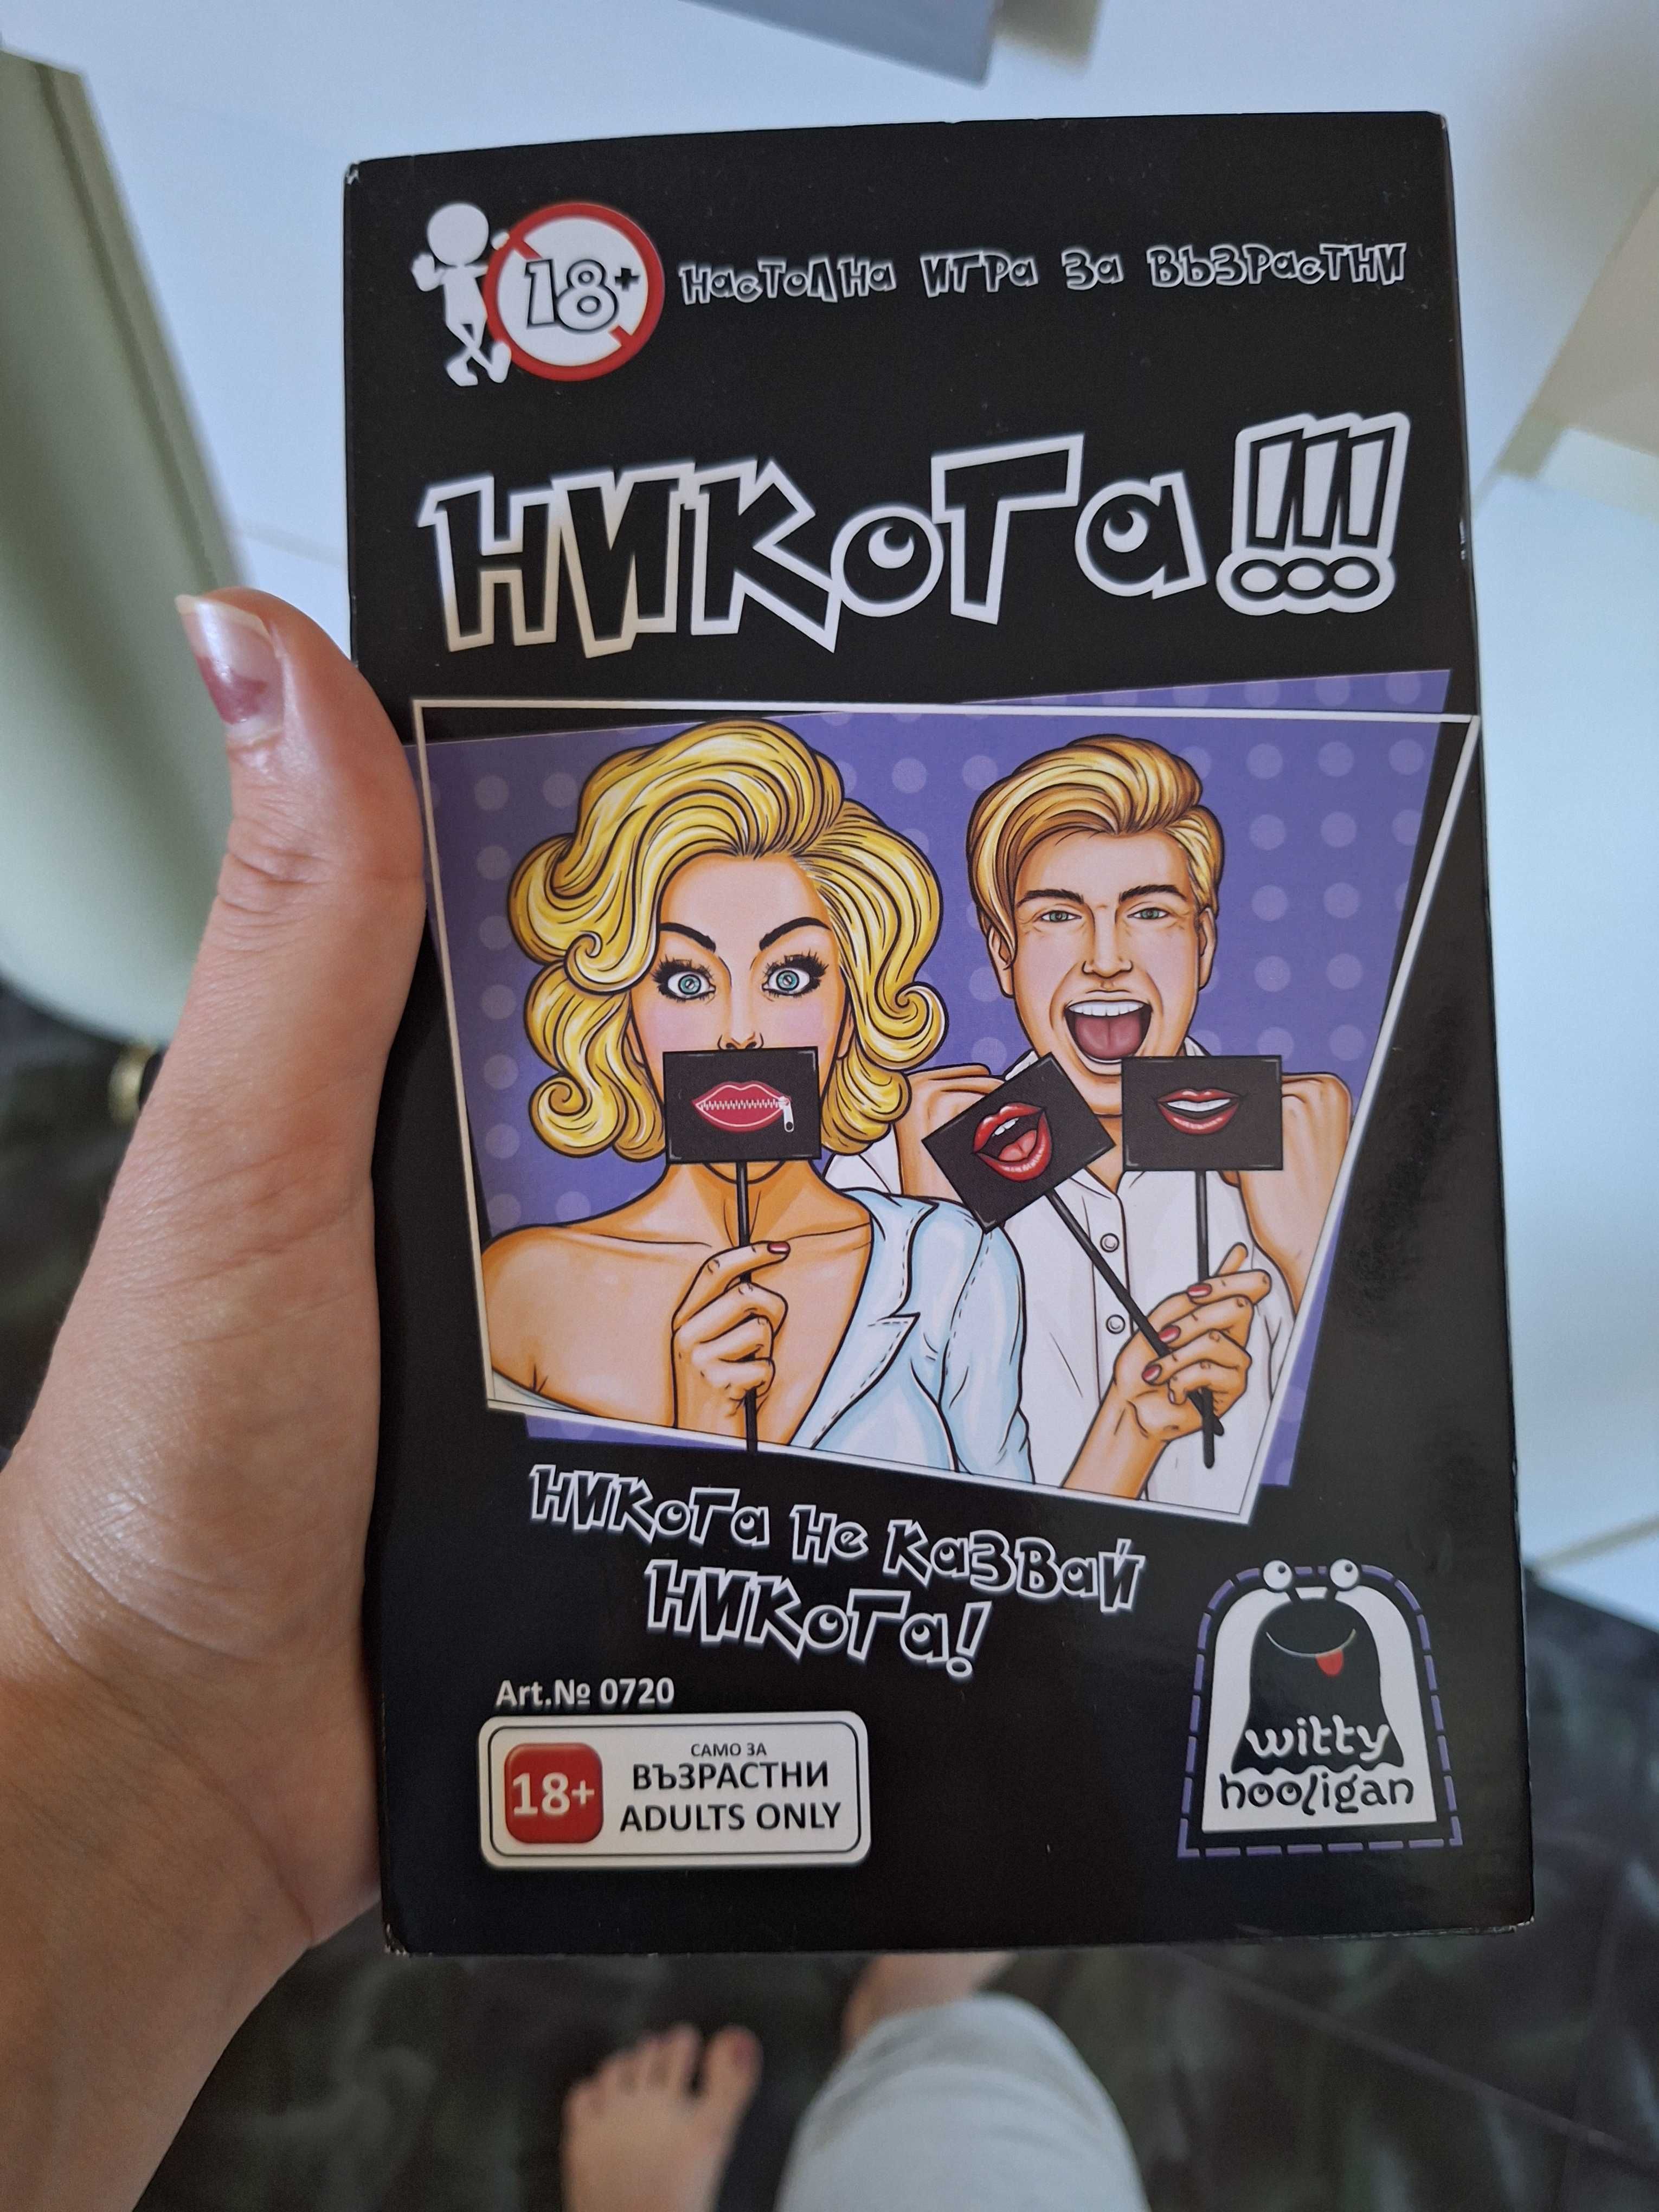 18+ настолна игра за възрастни
Никога!!!
Никога не казвай
Никога!
Art.№ 0720
18+
САМО ЗА
ВЪЗРАСТНИ
ADULTS ONLY
witty
hooligan